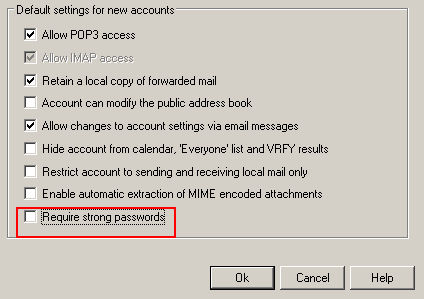 Default settings for new accounts
Allow POP3 access
Allow IMAP access
Retain a local copy of forwarded mail
Account can modify the public address book
Allow changes to account settings via email messages
Hide account from calendar, 'Everyone' list and VRFY results
Restrict account to sending and receiving local mail only
Enable automatic extraction of MIME encoded attachments
Require strong passwords
Ok Cancel Help